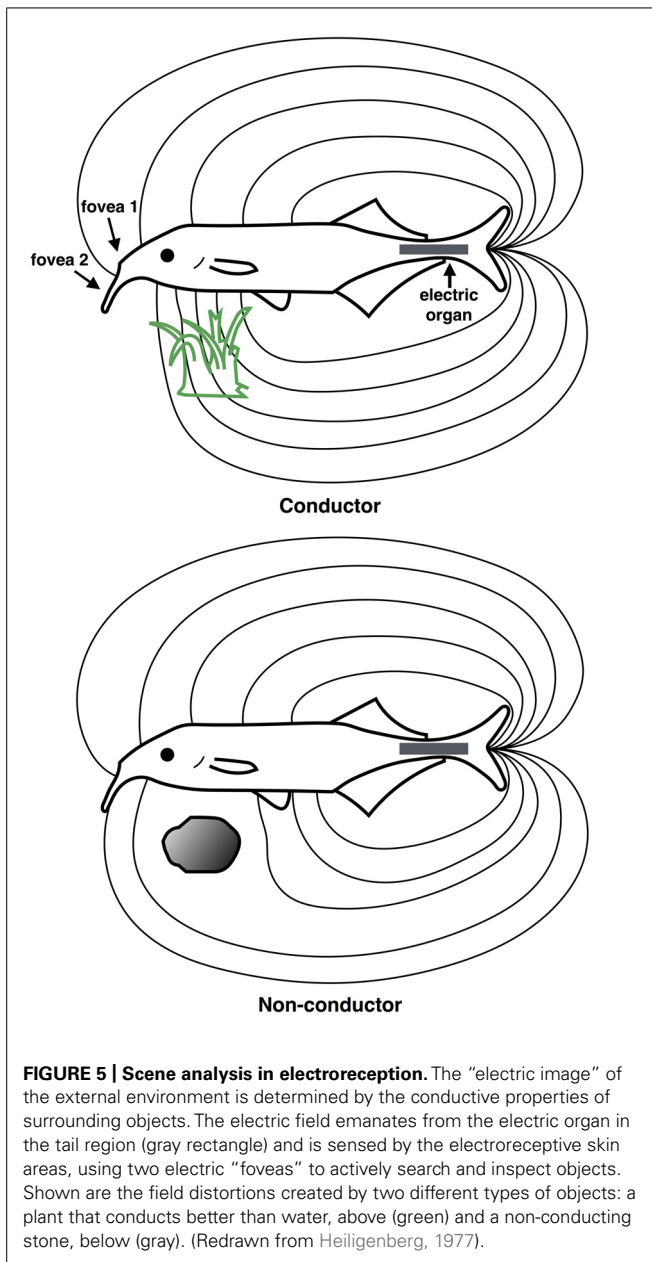 fovea 1
fovea 2
electric
organ
Conductor
Non-conductor
FIGURE 5 | Scene analysis in electroreception. The “electric image” of
the external environment is determined by the conductive properties of
surrounding objects. The electric field emanates from the electric organ in
the tail region (gray rectangle) and is sensed by the electroreceptive skin
areas, using two electric “foveas” to actively search and inspect objects.
Shown are the field distortions created by two different types of objects: a
plant that conducts better than water, above (green) and a non-conducting
stone, below (gray). (Redrawn from Heiligenberg, 1977).